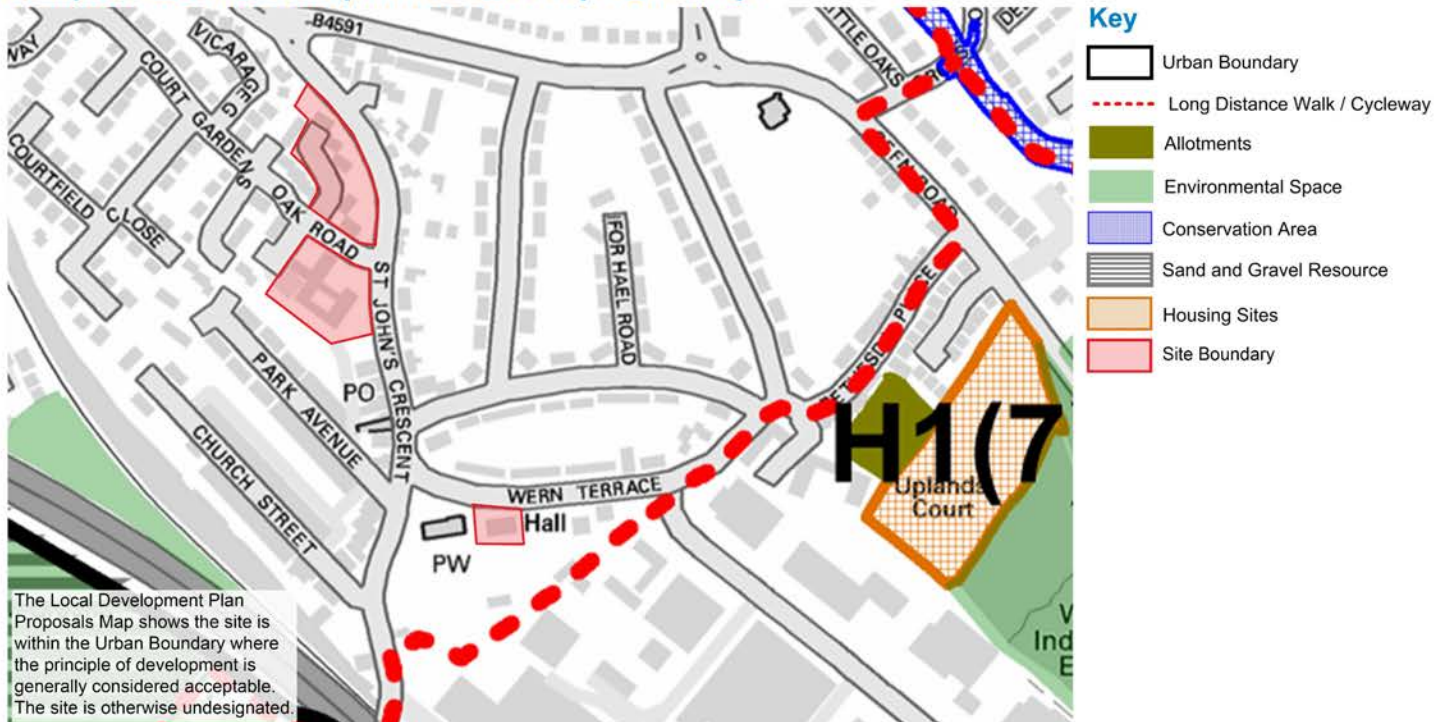 B4591
WAY
VICARAGE G
COURT GARDENS
COURTFIELD CLOSE
OAK ROAD
ST JOHN'S CRESCENT
FOR HAEL ROAD
PARK AVENUE
PO
CHURCH STREET
WERN TERRACE
Hall
PW
H1(7
Uplands
Court
Ind
The Local Development Plan
Proposals Map shows the site is
within the Urban Boundary where
the principle of development is
generally considered acceptable.
The site is otherwise undesignated.
Key
Urban Boundary
Long Distance Walk / Cycleway
Allotments
Environmental Space
Conservation Area
Sand and Gravel Resource
Housing Sites
Site Boundary